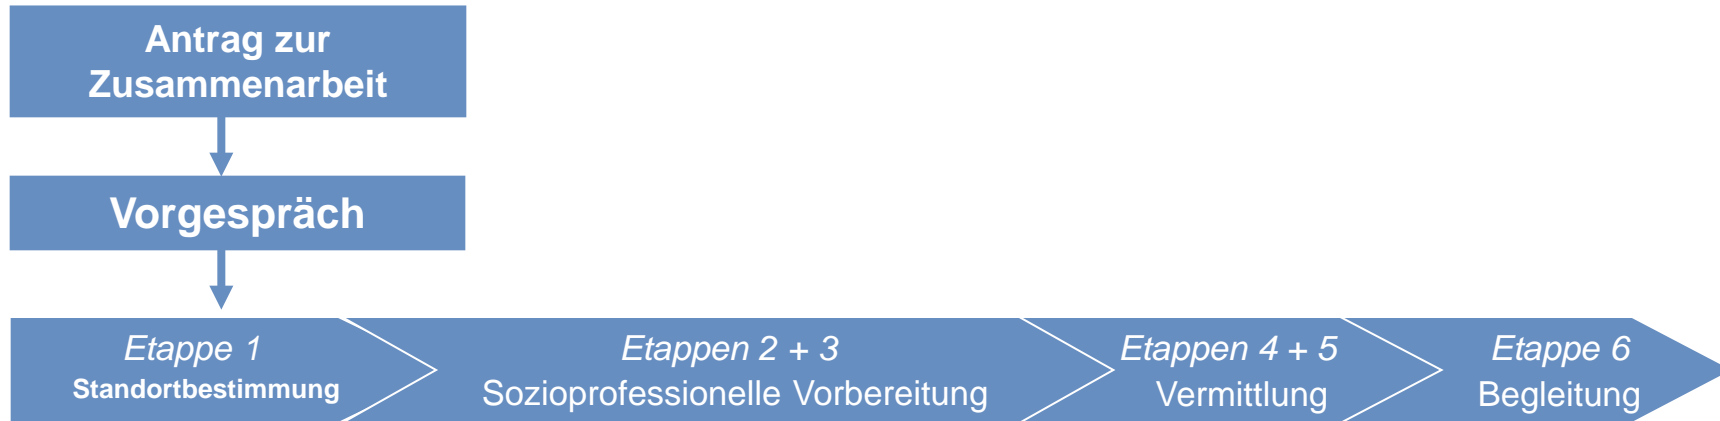 Antrag zur
Zusammenarbeit
Vorgespräch
Etappe 1
Standortbestimmung
Etappen 2 + 3
Sozioprofessionelle Vorbereitung
Etappen 4 + 5
Vermittlung
Etappe 6
Begleitung